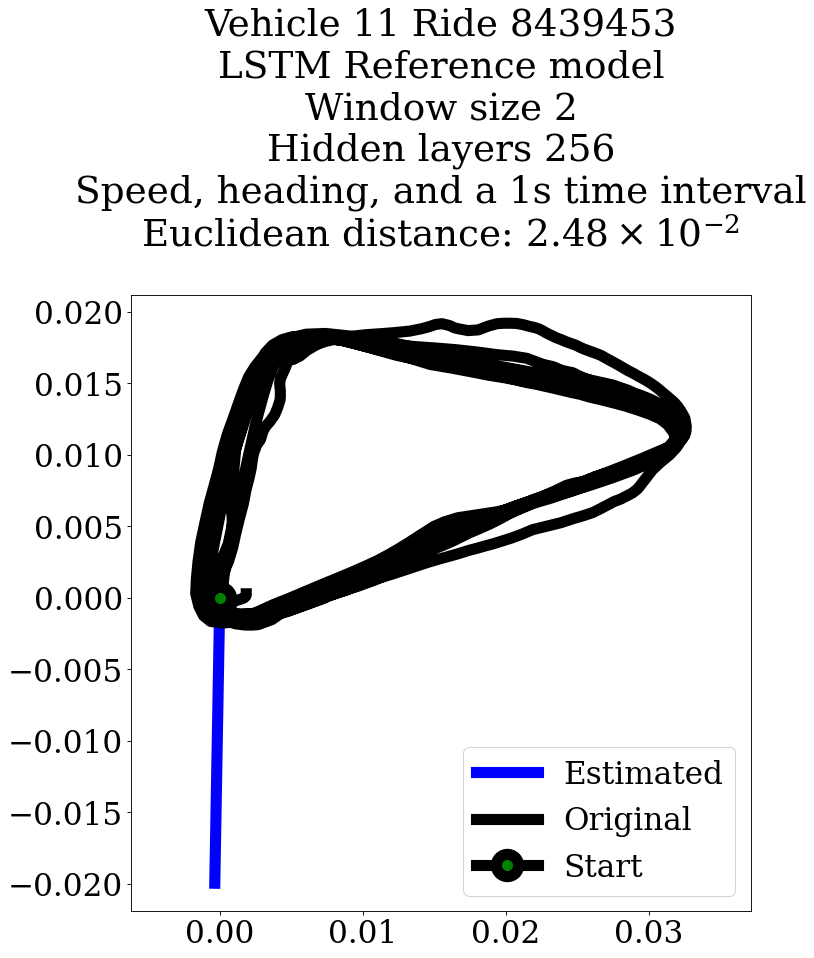 Vehicle 11 Ride 8439453
LSTM Reference model
Window size 2
Hidden layers 256
Speed, heading, and a 1s time interval
Euclidean distance: 2.48 × 10⁻²
0.020
0.015
0.010
0.005
0.000
−0.005
−0.010
−0.015
−0.020
Estimated
Original
Start
0.00 0.01 0.02 0.03